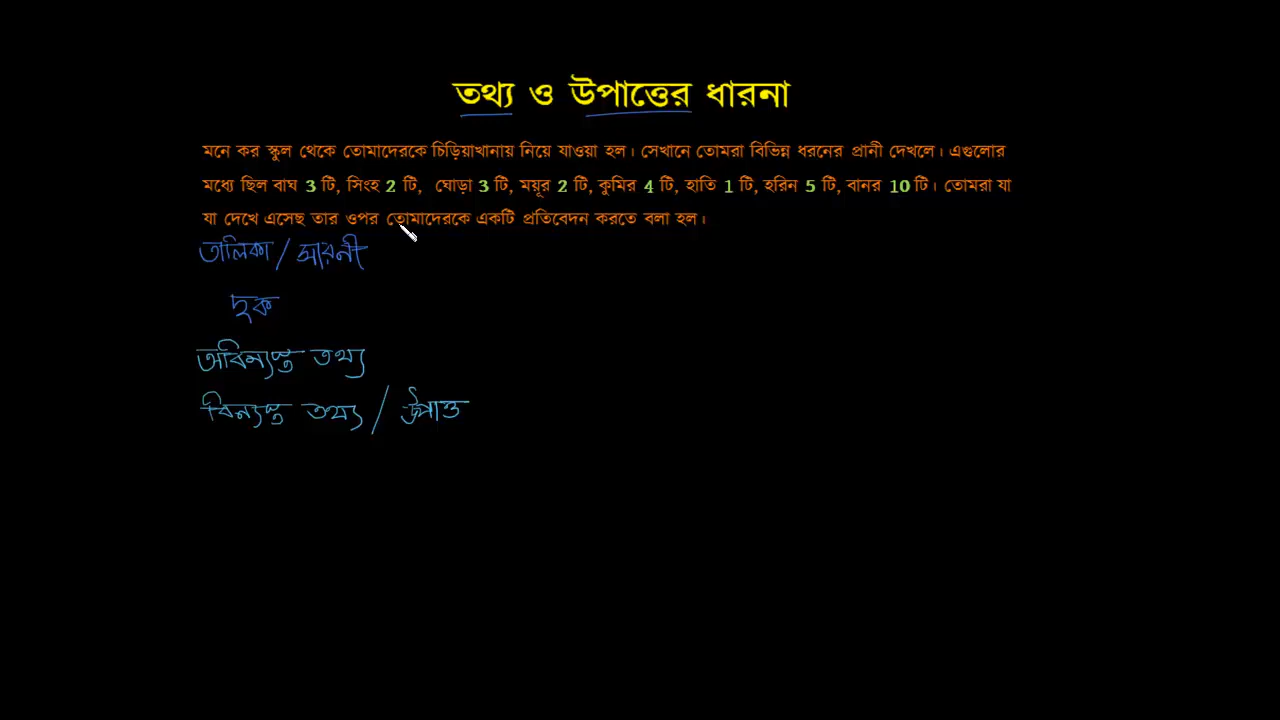 তথ্য ও উপাত্তের ধারনা
মনে কর স্কুল থেকে তোমাদেরকে চিড়িয়াখানায় নিয়ে যাওয়া হল। সেখানে তোমরা বিভিন্ন ধরনের প্রানী দেখলে। এগুলোর
মধ্যে ছিল বাঘ 3 টি, সিংহ 2 টি, ঘোড়া 3 টি, ময়ূর 2 টি, কুমির 4 টি, হাতি 1 টি, হরিন 5 টি, বানর 10 টি। তোমরা যা
যা দেখে এসেছ তার ওপর তোমাদেরকে একটি প্রতিবেদন করতে বলা হল।
তালিকা / সারনী
ছক
অবিন্যস্ত তথ্য
বিন্যস্ত তথ্য / উপাত্ত